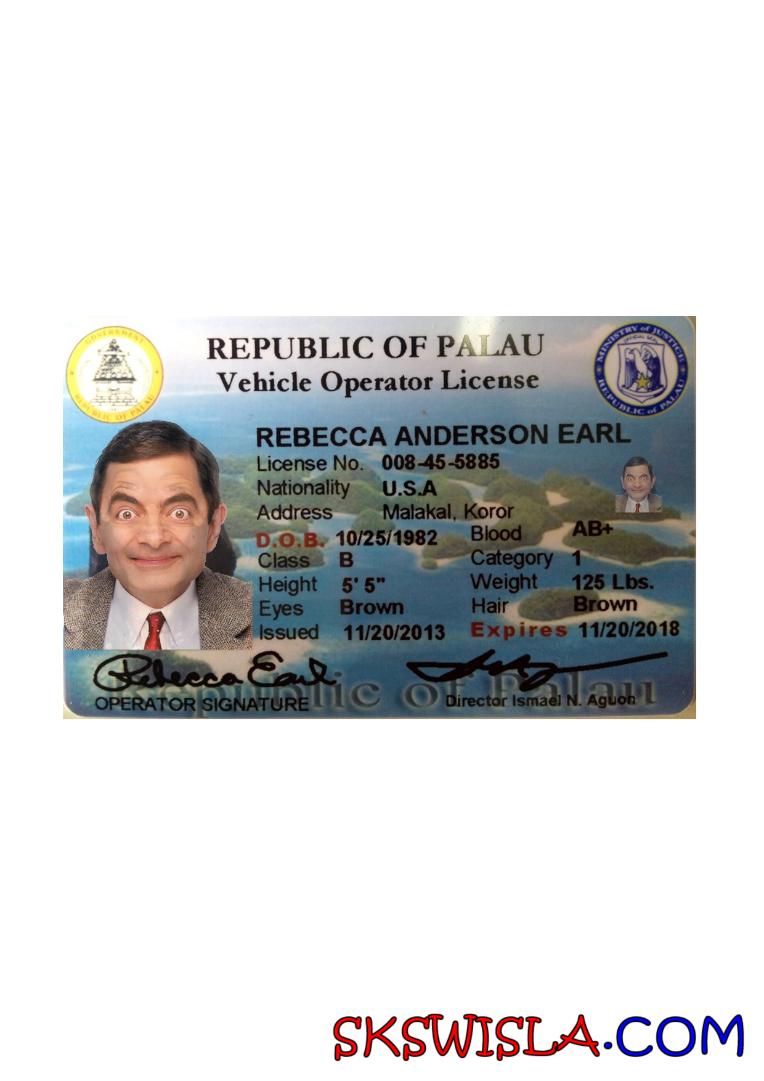 GOVERNMENT
REPUBLIC OF PALAU
REPUBLIC OF PALAU
Vehicle Operator License
MINISTRY of JUSTICE
OFFICIAL SEAL
REPUBLIC of PALAU
REBECCA ANDERSON EARL
License No. 008-45-5885
Nationality U.S.A
Address Malakal, Koror
D.O.B. 10/25/1982 Blood AB+
Class B Category 1
Height 5' 5" Weight 125 Lbs.
Eyes Brown Hair Brown
Issued 11/20/2013 Expires 11/20/2018
Rebecca Earl
OPERATOR SIGNATURE
Republic of Palau
Director Ismael N. Aguon
SKSWISLA.COM